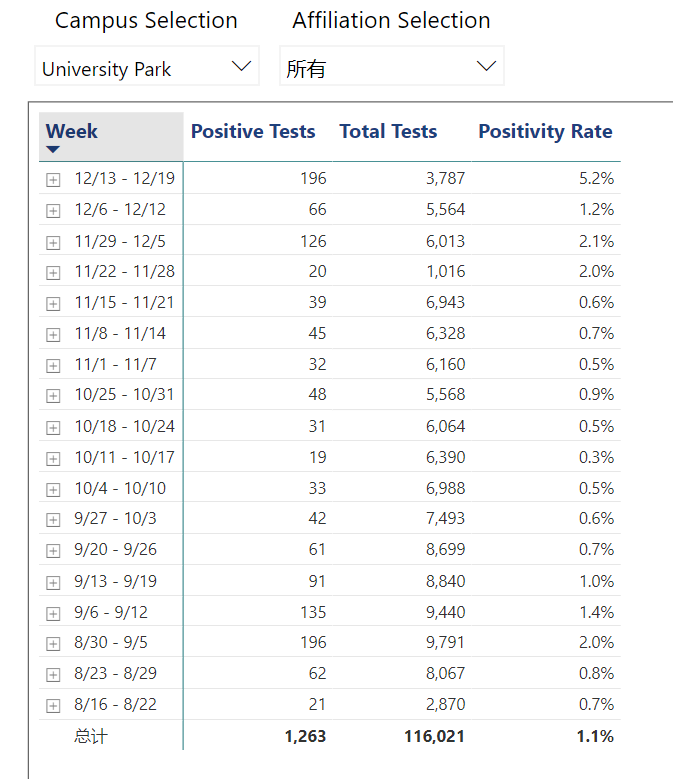 Campus Selection Affiliation Selection
University Park 所有
Week Positive Tests Total Tests Positivity Rate
12/13 - 12/19 196 3,787 5.2%
12/6 - 12/12 66 5,564 1.2%
11/29 - 12/5 126 6,013 2.1%
11/22 - 11/28 20 1,016 2.0%
11/15 - 11/21 39 6,943 0.6%
11/8 - 11/14 45 6,328 0.7%
11/1 - 11/7 32 6,160 0.5%
10/25 - 10/31 48 5,568 0.9%
10/18 - 10/24 31 6,064 0.5%
10/11 - 10/17 19 6,390 0.3%
10/4 - 10/10 33 6,988 0.5%
9/27 - 10/3 42 7,493 0.6%
9/20 - 9/26 61 8,699 0.7%
9/13 - 9/19 91 8,840 1.0%
9/6 - 9/12 135 9,440 1.4%
8/30 - 9/5 196 9,791 2.0%
8/23 - 8/29 62 8,067 0.8%
8/16 - 8/22 21 2,870 0.7%
总计 1,263 116,021 1.1%